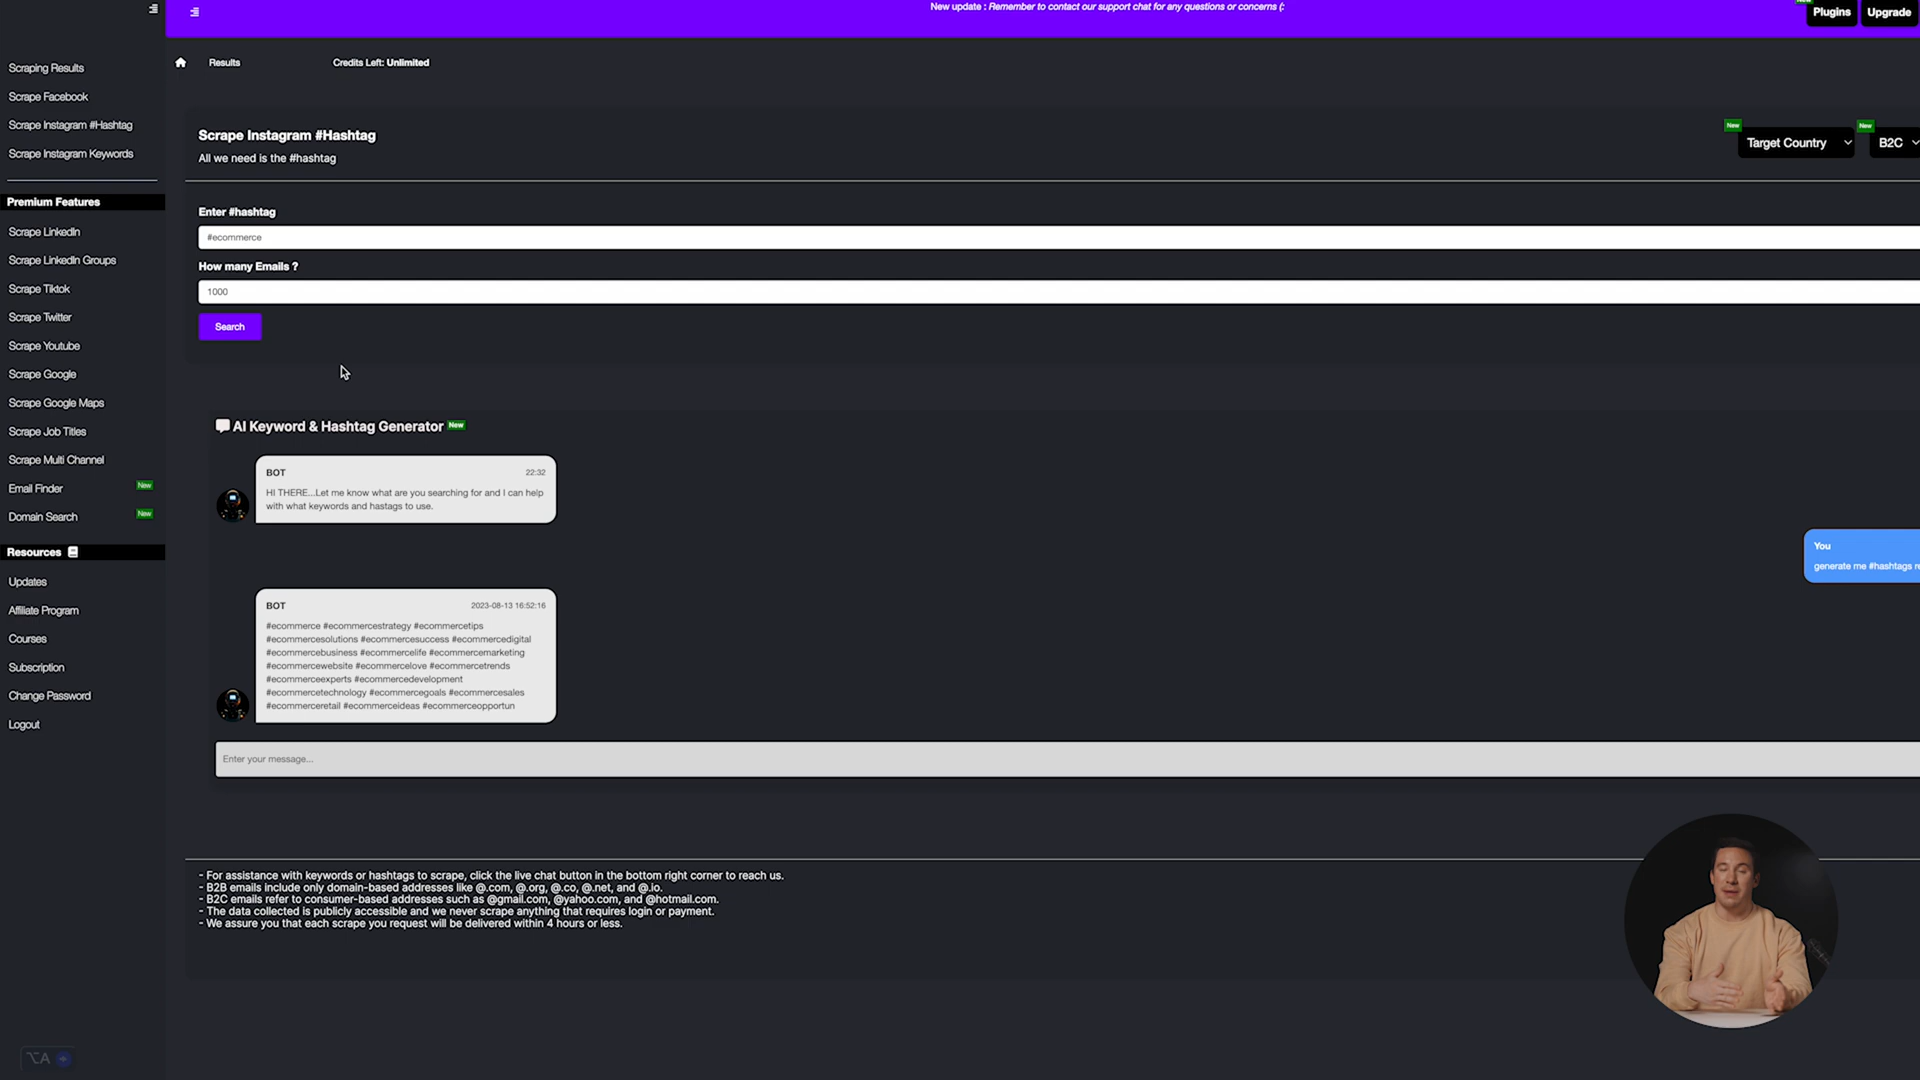 New update : Remember to contact our support chat for any questions or concerns (:
New
Plugins
Upgrade
Results
Credits Left: Unlimited
Scraping Results
Scrape Facebook
Scrape Instagram #Hashtag
Scrape Instagram Keywords
Premium Features
Scrape LinkedIn
Scrape LinkedIn Groups
Scrape Tiktok
Scrape Twitter
Scrape Youtube
Scrape Google
Scrape Google Maps
Scrape Job Titles
Scrape Multi Channel
Email Finder New
Domain Search New
Resources
Updates
Affiliate Program
Courses
Subscription
Change Password
Logout
Scrape Instagram #Hashtag
All we need is the #hashtag
New
Target Country
New
B2C
Enter #hashtag
#ecommerce
How many Emails ?
1000
Search
AI Keyword & Hashtag Generator New
BOT 22:32
HI THERE...Let me know what are you searching for and I can help
with what keywords and hastags to use.
You
generate me #hashtags re
BOT 2023-08-13 16:52:16
#ecommerce #ecommercestrategy #ecommercetips
#ecommercesolutions #ecommercesuccess #ecommercedigital
#ecommercebusiness #ecommercelife #ecommercemarketing
#ecommercewebsite #ecommercelove #ecommercetrends
#ecommerceexperts #ecommercedevelopment
#ecommercetechnology #ecommercegoals #ecommercesales
#ecommerceretail #ecommerceideas #ecommerceopportun
Enter your message...
- For assistance with keywords or hashtags to scrape, click the live chat button in the bottom right corner to reach us.
- B2B emails include only domain-based addresses like @.com, @.org, @.co, @.net, and @.io.
- B2C emails refer to consumer-based addresses such as @gmail.com, @yahoo.com, and @hotmail.com.
- The data collected is publicly accessible and we never scrape anything that requires login or payment.
- We assure you that each scrape you request will be delivered within 4 hours or less.
⌥A